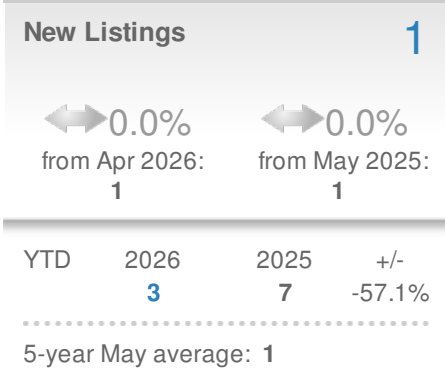 New Listings 1
0.0% 0.0%
from Apr 2026: from May 2025:
1 1
YTD 2026 2025 +/-
3 7 -57.1%
5-year May average: 1